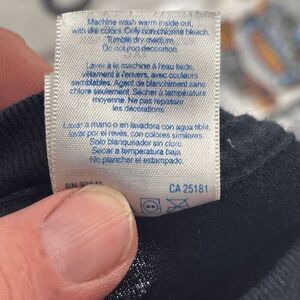 Machine wash warm inside out,
with like colors. Only non chlorine bleach.
Tumble dry medium.
Do not iron decoration.
Laver à la machine à l'eau tiède,
vêtement à l'envers, avec couleurs
semblables. Agent de blanchiment sans
chlore seulement. Sécher à température
moyenne. Ne pas repasser
les décorations.
Lavar a mano o en lavadora con agua tibia,
lavar por el revés, con colores similares.
Solo blanqueador sin cloro.
Secar a temperatura baja
No planchar el estampado.
RN CA 25181